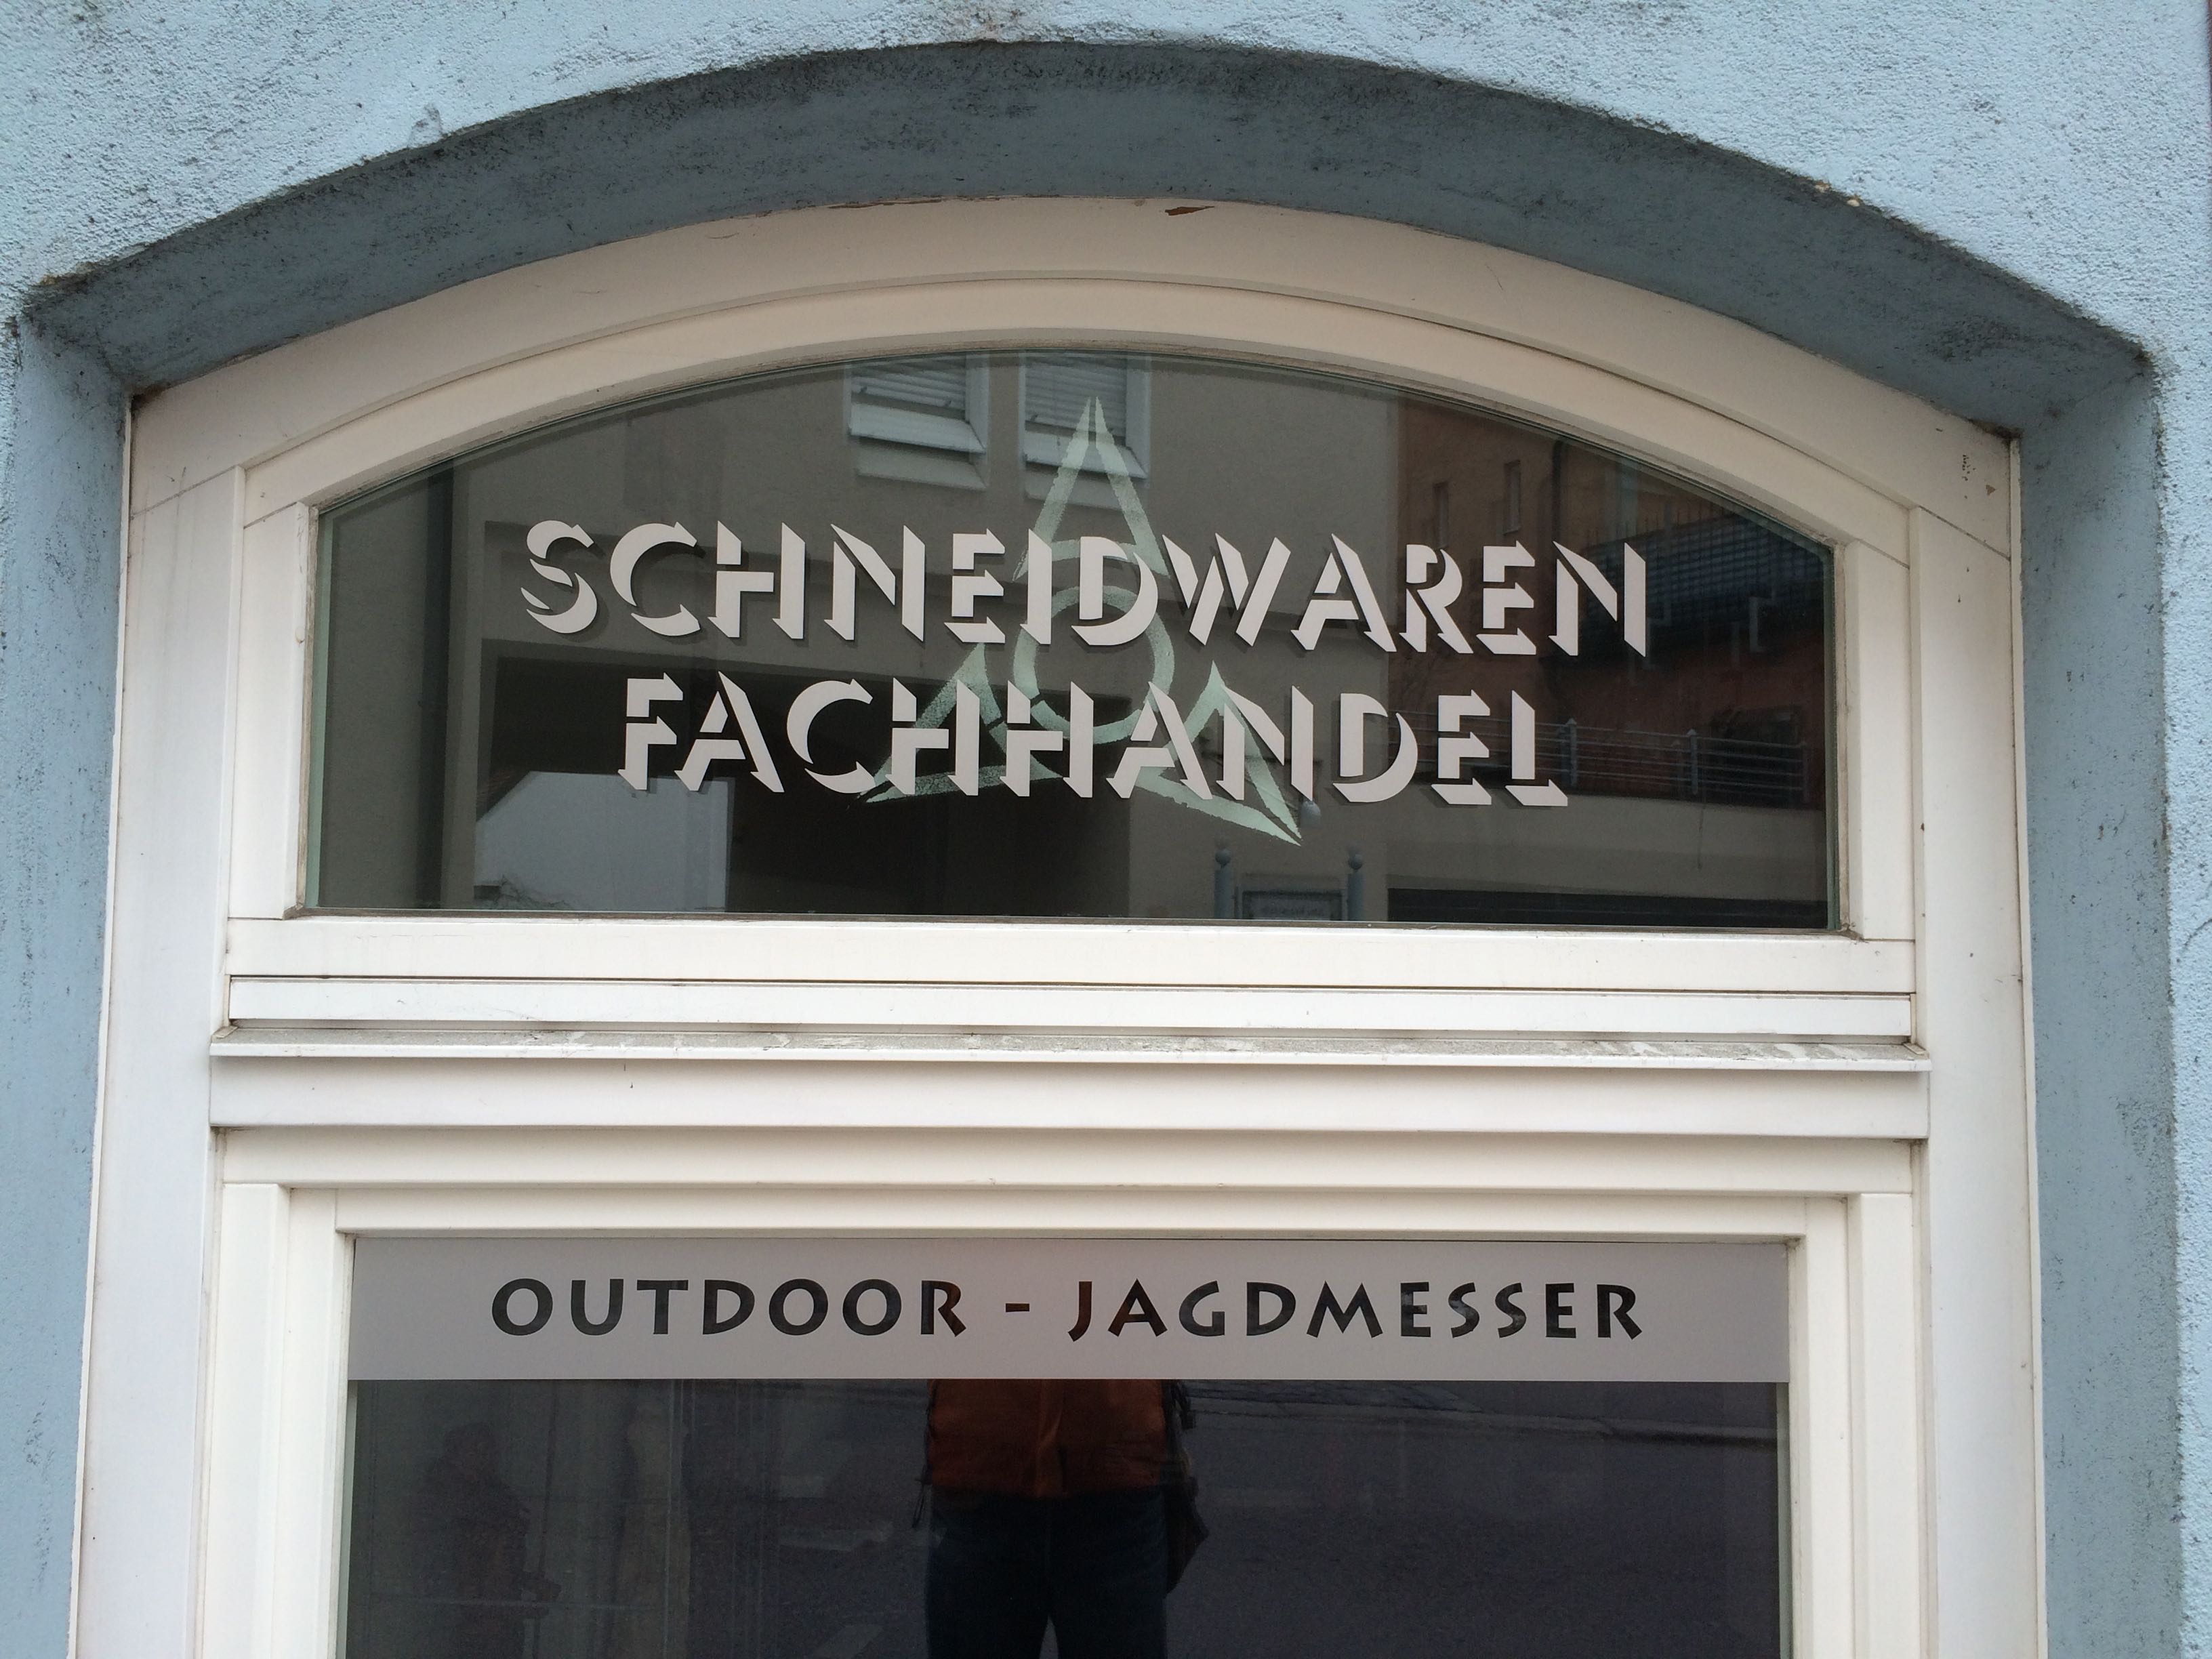 SCHNEIDWAREN
FACHHANDEL
OUTDOOR - JAGDMESSER